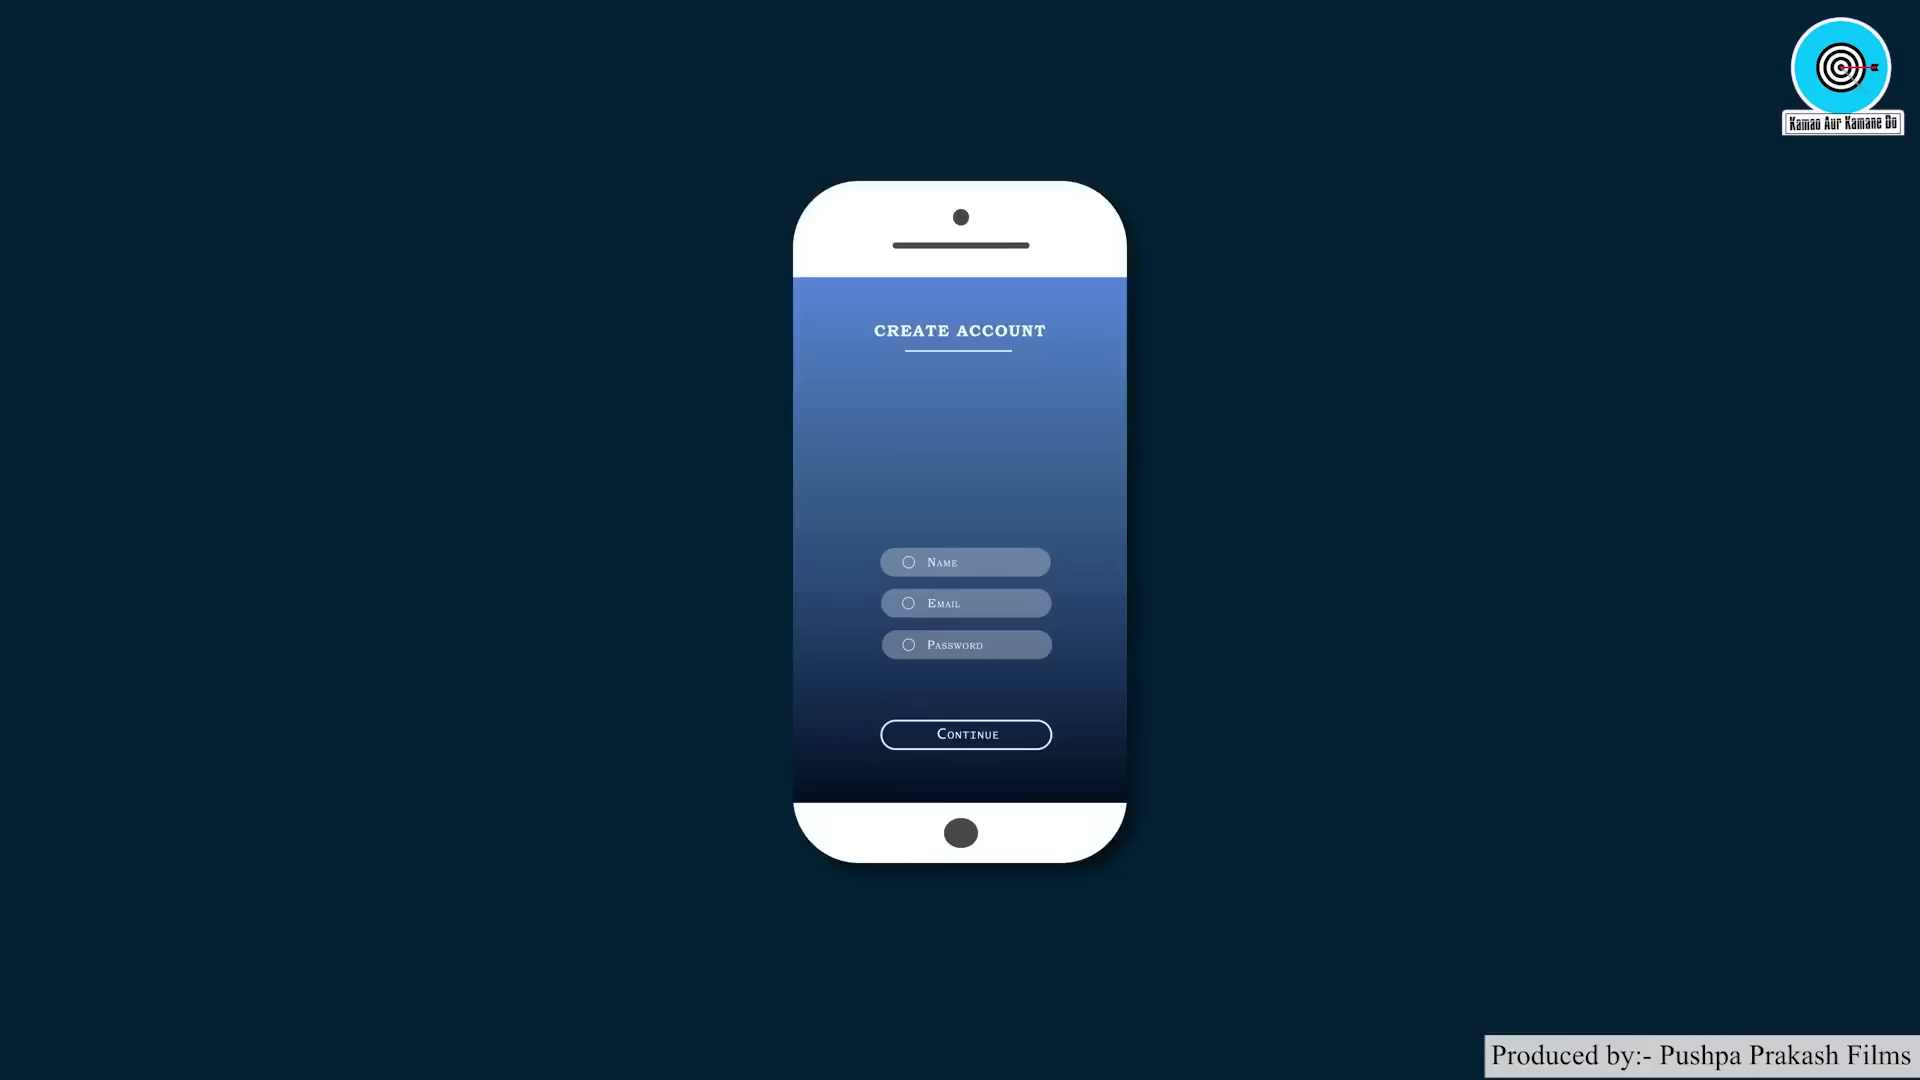 Kamao Aur Kamane Do
CREATE ACCOUNT
Name
Email
Password
Continue
Produced by:- Pushpa Prakash Films